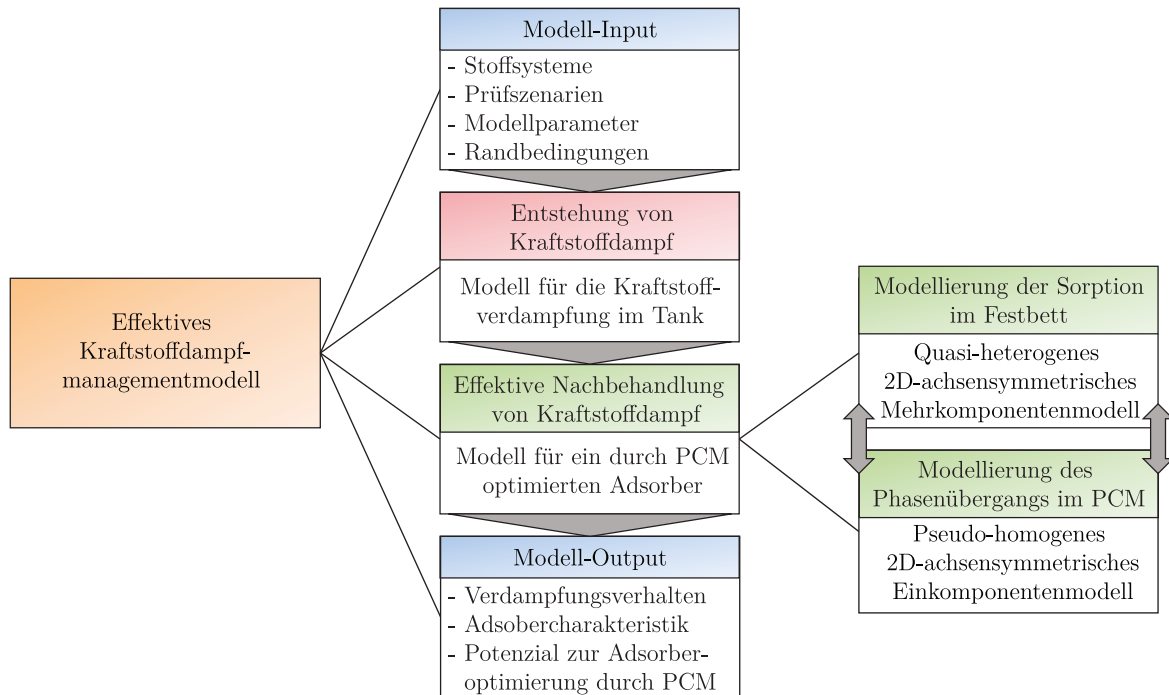 Effektives
Kraftstoffdampf-
managementmodell
Modell-Input
- Stoffsysteme
- Prüfszenarien
- Modellparameter
- Randbedingungen
Entstehung von
Kraftstoffdampf
Modell für die Kraftstoff-
verdampfung im Tank
Effektive Nachbehandlung
von Kraftstoffdampf
Modell für ein durch PCM
optimierten Adsorber
Modell-Output
- Verdampfungsverhalten
- Adsobercharakteristik
- Potenzial zur Adsorber-
optimierung durch PCM
Modellierung der Sorption
im Festbett
Quasi-heterogenes
2D-achsensymmetrisches
Mehrkomponentenmodell
Modellierung des
Phasenübergangs im PCM
Pseudo-homogenes
2D-achsensymmetrisches
Einkomponentenmodell